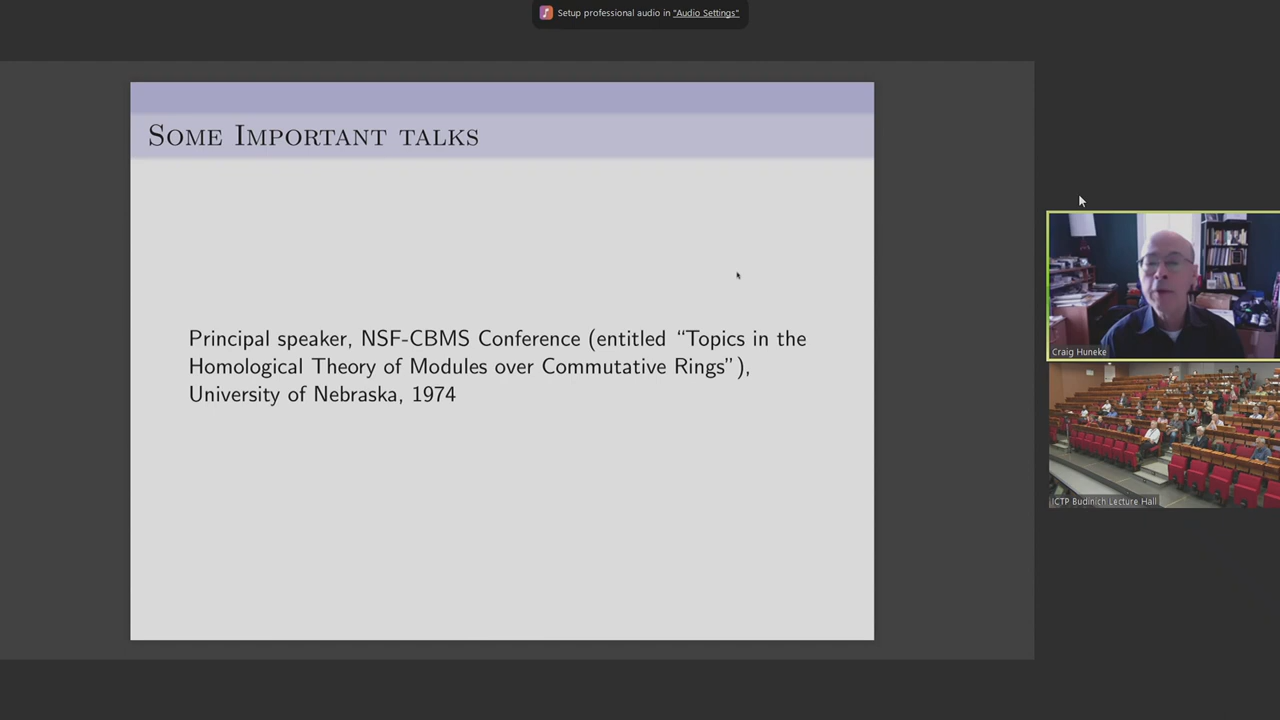 Setup professional audio in "Audio Settings"
SOME IMPORTANT TALKS
Principal speaker, NSF-CBMS Conference (entitled “Topics in the
Homological Theory of Modules over Commutative Rings”),
University of Nebraska, 1974
Craig Huneke
ICTP Budinich Lecture Hall